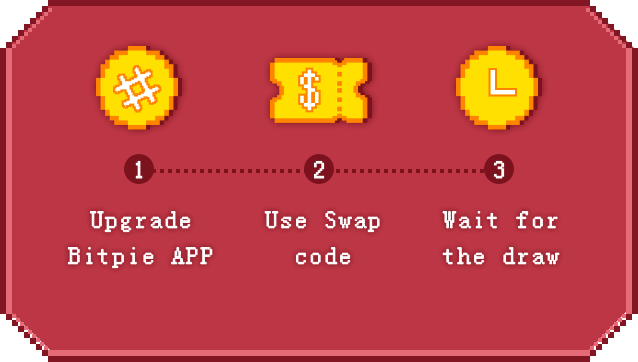 #
$
1
2
3
Upgrade
Bitpie APP
Use Swap
code
Wait for
the draw